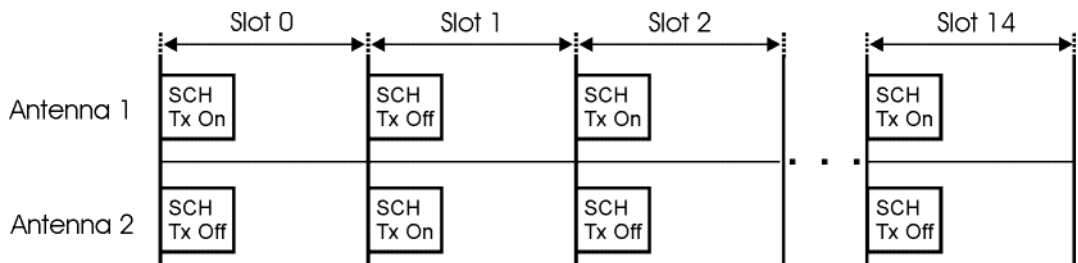 Slot 0 Slot 1 Slot 2 Slot 14
Antenna 1
SCH
Tx On
SCH
Tx Off
SCH
Tx On
SCH
Tx On
. . .
Antenna 2
SCH
Tx Off
SCH
Tx On
SCH
Tx Off
SCH
Tx Off